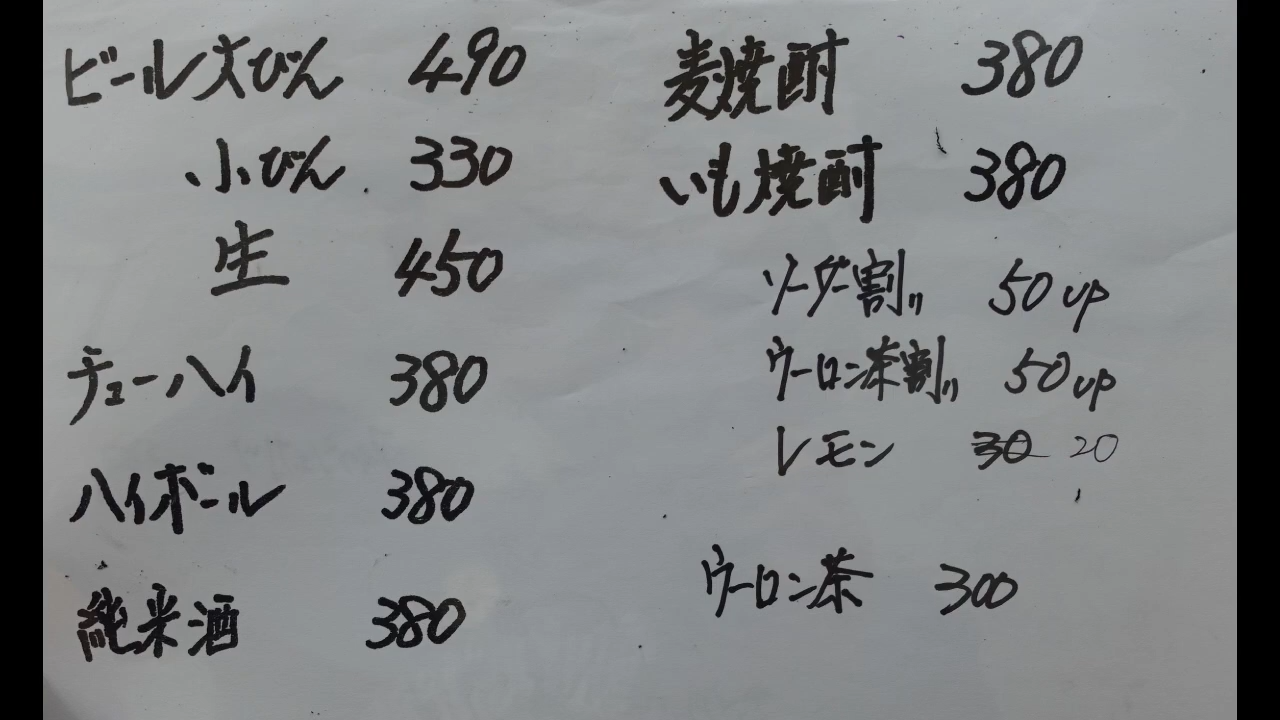 ビール大びん 490
小びん 330
生 450
チューハイ 380
ハイボール 380
純米酒 380
麦焼酎 380
いも焼酎 380
ソーダー割り 50up
ウーロン茶割り 50up
レモン 30 20
ウーロン茶 300